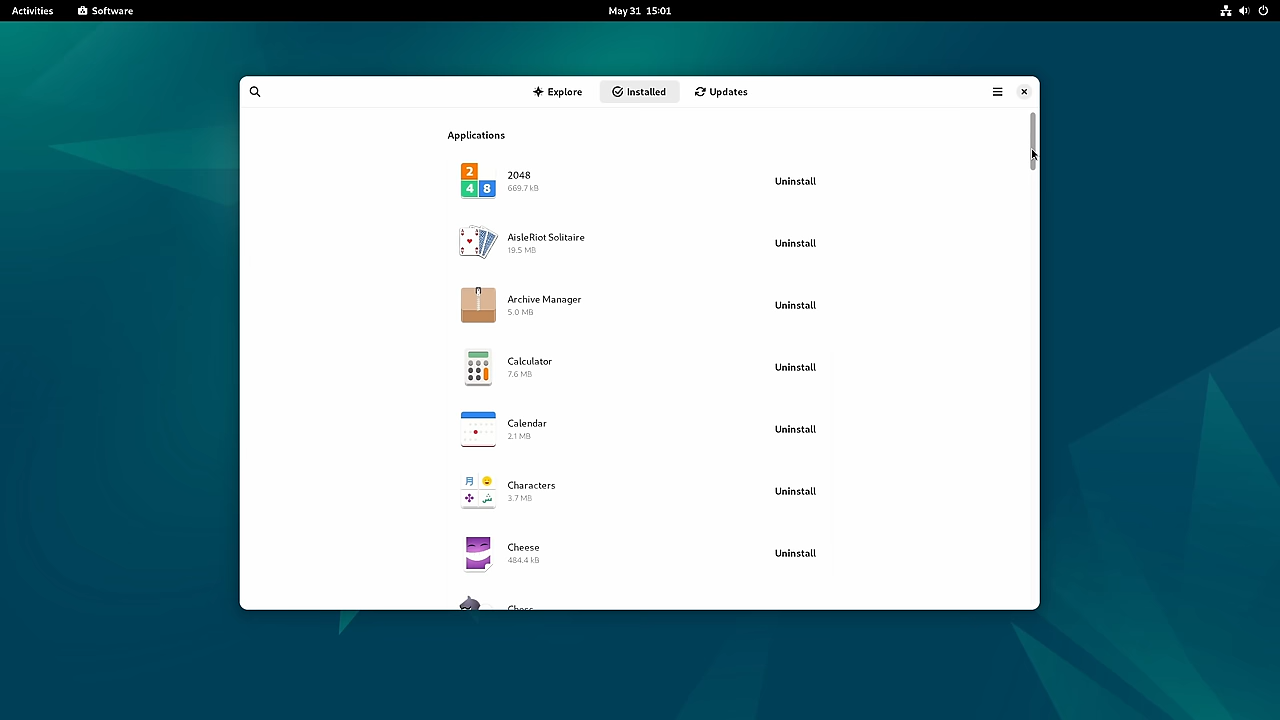 Activities Software May 31 15:01
Explore Installed Updates
Applications
2048
669.7 kB
Uninstall
AisleRiot Solitaire
19.5 MB
Uninstall
Archive Manager
5.0 MB
Uninstall
Calculator
7.6 MB
Uninstall
Calendar
2.1 MB
Uninstall
Characters
3.7 MB
Uninstall
Cheese
484.4 kB
Uninstall
Chess